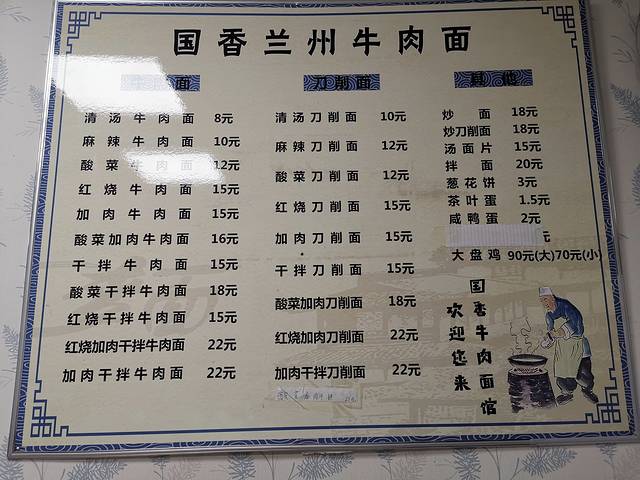 国香兰州牛肉面
面
清汤牛肉面 8元
麻辣牛肉面 10元
酸菜牛肉面 12元
红烧牛肉面 15元
加肉牛肉面 15元
酸菜加肉牛肉面 16元
干拌牛肉面 15元
酸菜干拌牛肉面 18元
红烧干拌牛肉面 15元
红烧加肉干拌牛肉面 22元
加肉干拌牛肉面 22元
刀削面
清汤刀削面 10元
麻辣刀削面 12元
酸菜刀削面 12元
红烧刀削面 15元
加肉刀削面 15元
干拌刀削面 15元
酸菜加肉刀削面 18元
红烧加肉刀削面 22元
加肉干拌刀削面 22元
其他
炒面 18元
炒刀削面 18元
汤面片 15元
拌面 20元
葱花饼 3元
茶叶蛋 1.5元
咸鸭蛋 2元
元
大盘鸡 90元(大)70元(小)
国香牛肉面馆
欢迎您来